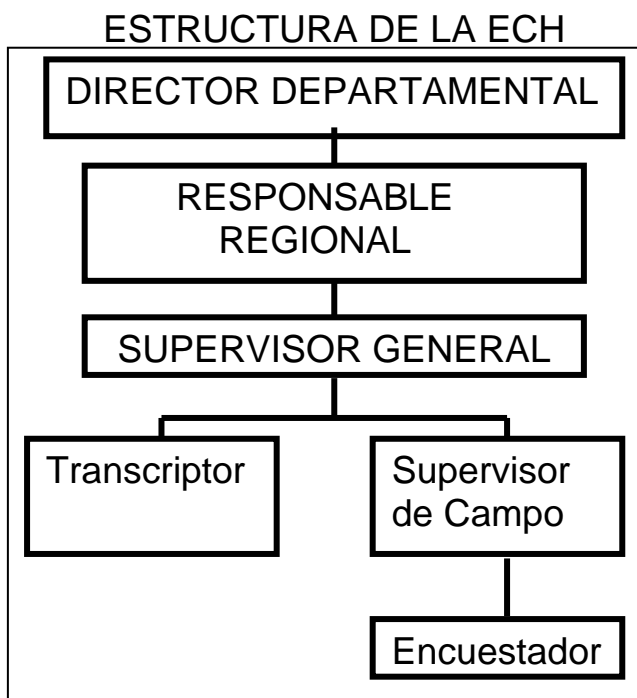 ESTRUCTURA DE LA ECH
DIRECTOR DEPARTAMENTAL
RESPONSABLE
REGIONAL
SUPERVISOR GENERAL
Transcriptor
Supervisor
de Campo
Encuestador